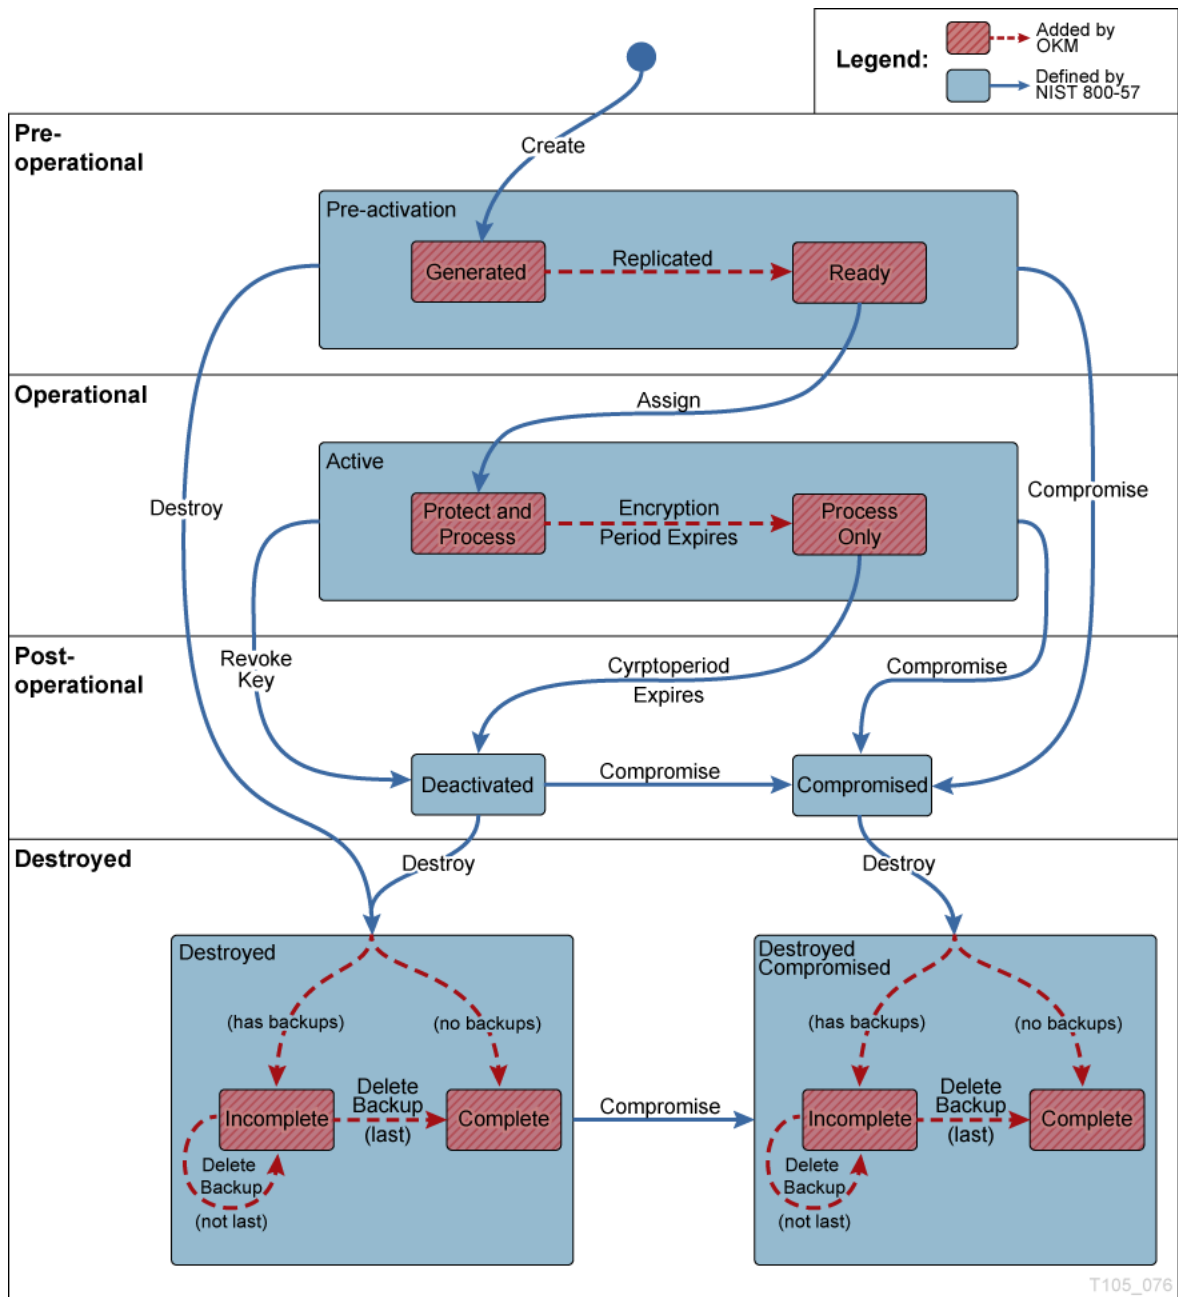 Legend:
Added by
OKM
Defined by
NIST 800-57
Pre-
operational
Create
Pre-activation
Generated
Replicated
Ready
Operational
Assign
Active
Destroy
Protect and
Process
Encryption
Period Expires
Process
Only
Compromise
Post-
operational
Revoke
Key
Cyrptoperiod
Expires
Compromise
Deactivated
Compromise
Compromised
Destroyed
Destroy
Destroy
Destroyed
(has backups)
(no backups)
Incomplete
Delete
Backup
(last)
Complete
Delete
Backup
(not last)
Compromise
Destroyed
Compromised
(has backups)
(no backups)
Incomplete
Delete
Backup
(last)
Complete
Delete
Backup
(not last)
T105_076